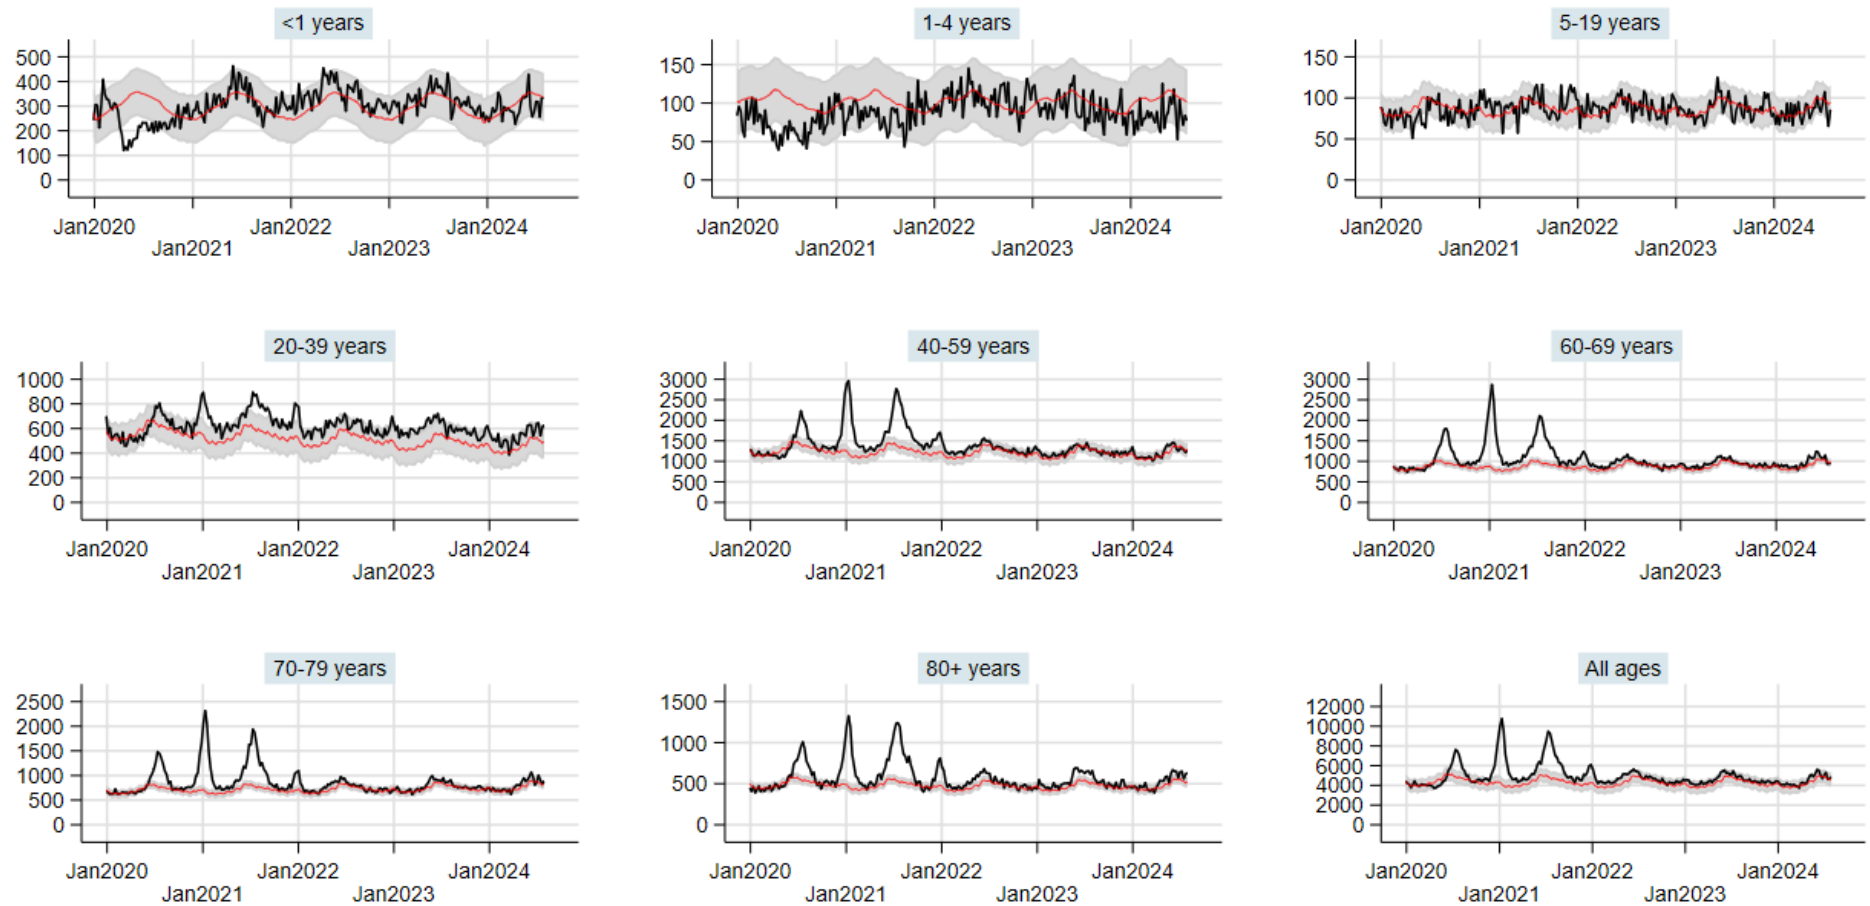 <1 years
500
400
300
200
100
0
Jan2020 Jan2022 Jan2024
Jan2021 Jan2023
1-4 years
150
100
50
0
Jan2020 Jan2022 Jan2024
Jan2021 Jan2023
5-19 years
150
100
50
0
Jan2020 Jan2022 Jan2024
Jan2021 Jan2023
20-39 years
1000
800
600
400
200
0
Jan2020 Jan2022 Jan2024
Jan2021 Jan2023
40-59 years
3000
2500
2000
1500
1000
500
0
Jan2020 Jan2022 Jan2024
Jan2021 Jan2023
60-69 years
3000
2500
2000
1500
1000
500
0
Jan2020 Jan2022 Jan2024
Jan2021 Jan2023
70-79 years
2500
2000
1500
1000
500
0
Jan2020 Jan2022 Jan2024
Jan2021 Jan2023
80+ years
1500
1000
500
0
Jan2020 Jan2022 Jan2024
Jan2021 Jan2023
All ages
12000
10000
8000
6000
4000
2000
0
Jan2020 Jan2022 Jan2024
Jan2021 Jan2023